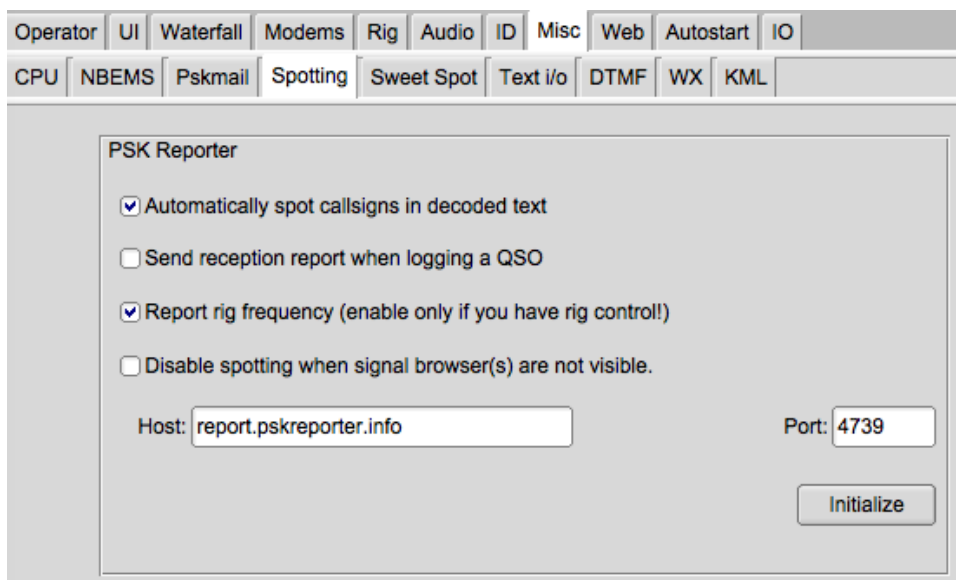 Operator UI Waterfall Modems Rig Audio ID Misc Web Autostart IO
CPU NBEMS Pskmail Spotting Sweet Spot Text i/o DTMF WX KML
PSK Reporter
Automatically spot callsigns in decoded text
Send reception report when logging a QSO
Report rig frequency (enable only if you have rig control!)
Disable spotting when signal browser(s) are not visible.
Host: report.pskreporter.info Port: 4739
Initialize